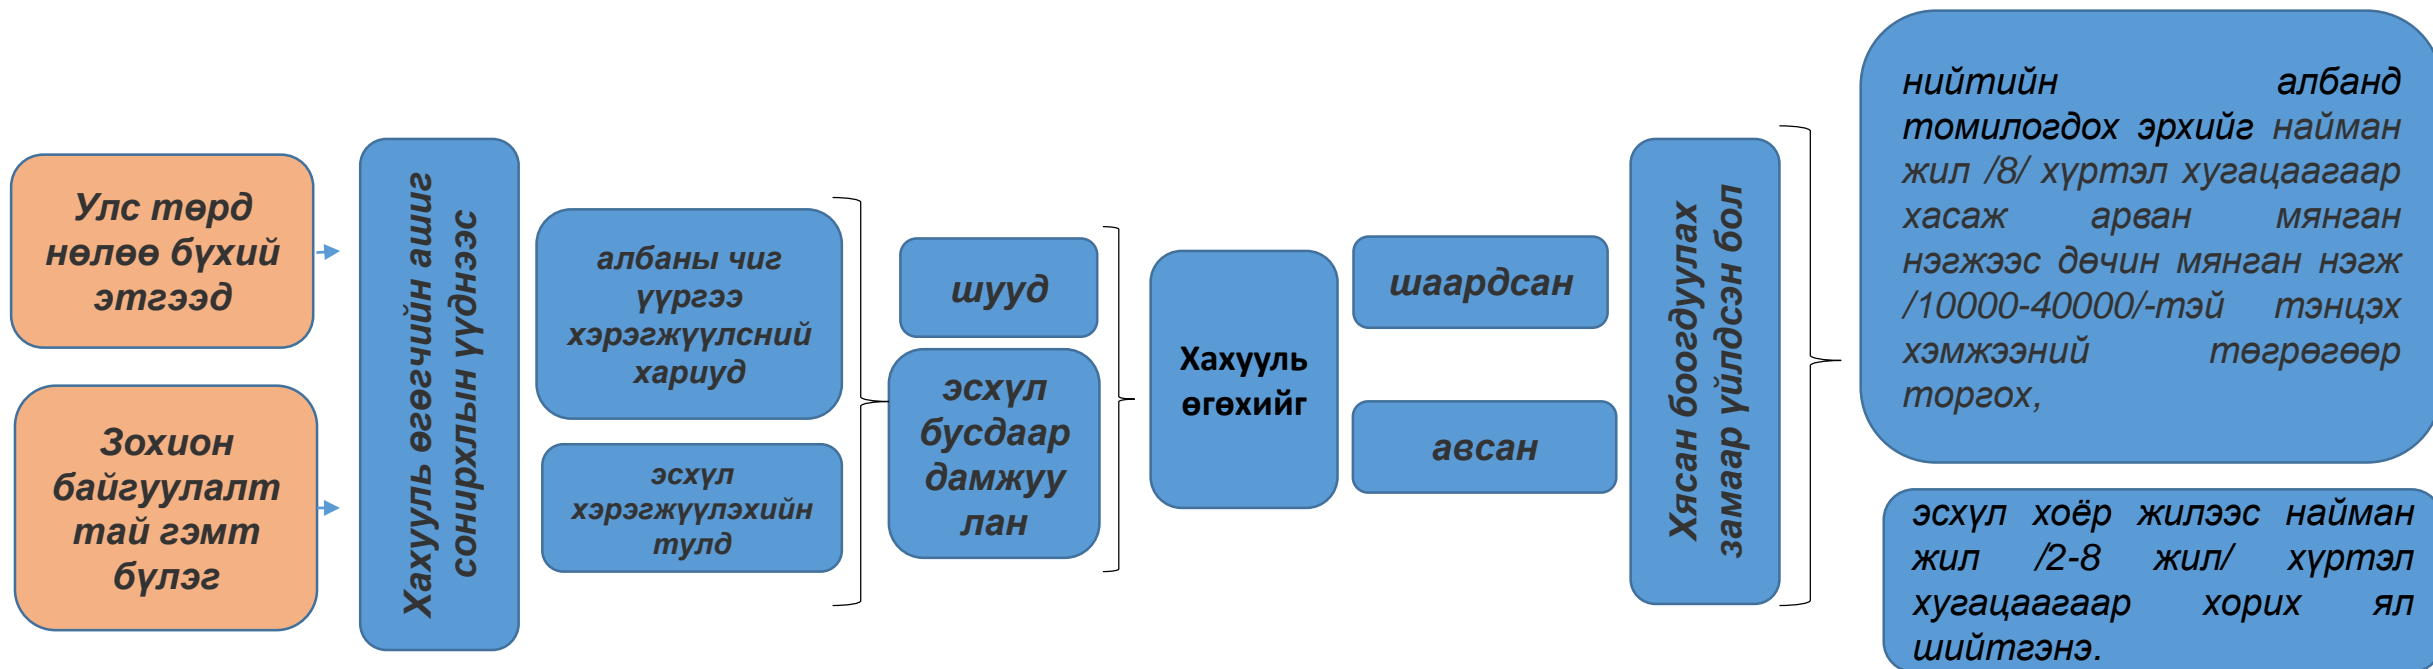 Улс төрд
нөлөө бүхий
этгээд
Зохион
байгуулалт
тай гэмт
бүлэг
Хахууль өгөгчийн ашиг
сонирхлын үүднээс
албаны чиг
үүргээ
хэрэгжүүлсний
хариуд
эсхүл
хэрэгжүүлэхийн
тулд
шууд
эсхүл
бусдаар
дамжуу
лан
Хахууль
өгөхийг
шаардсан
авсан
Хясан боогдуулах
замаар үйлдсэн бол
нийтийн албанд
томилогдох эрхийг найман
жил /8/ хүртэл хугацаагаар
хасаж арван мянган
нэгжээс дөчин мянган нэгж
/10000-40000/-тэй тэнцэх
хэмжээний төгрөгөөр
торгох,
эсхүл хоёр жилээс найман
жил /2-8 жил/ хүртэл
хугацаагаар хорих ял
шийтгэнэ.